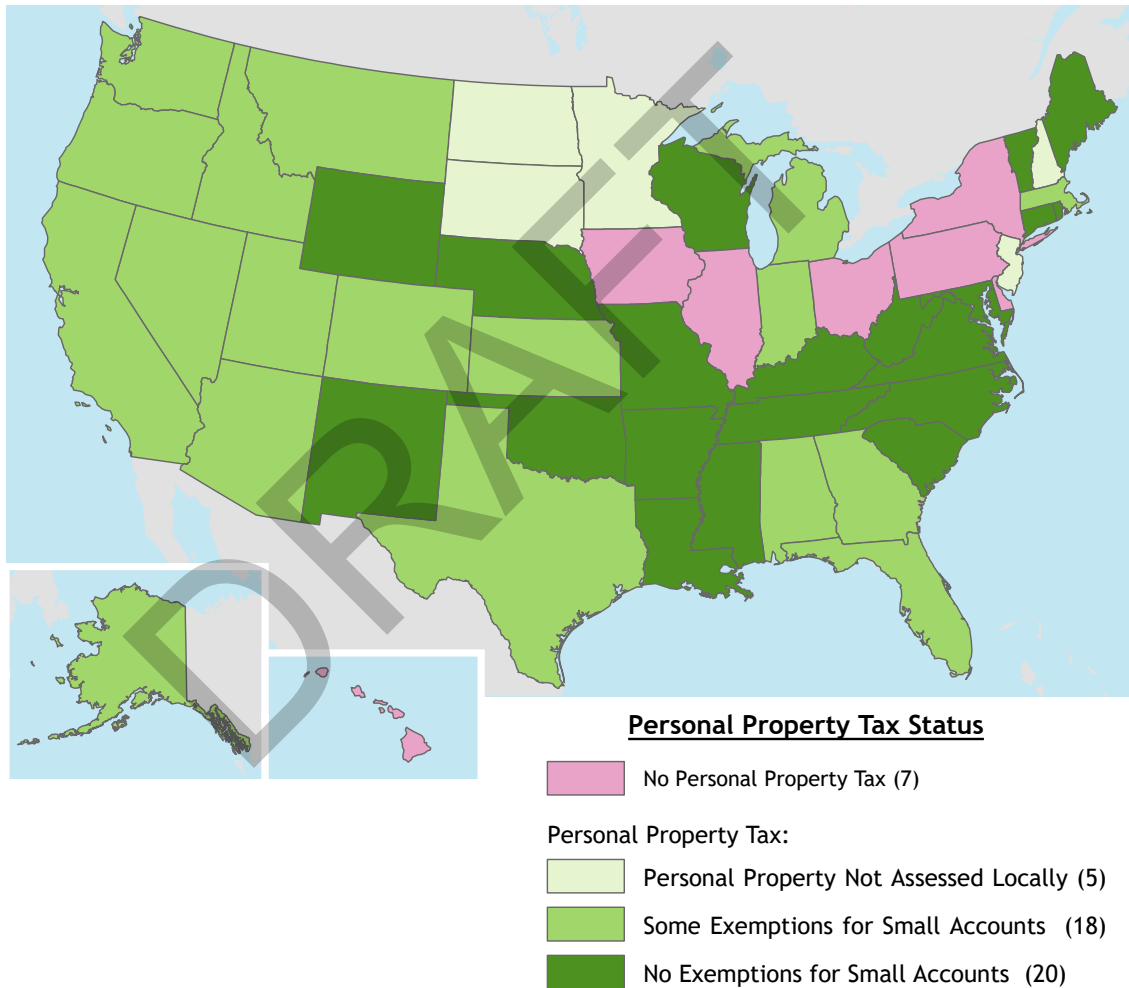 DRAFT
Personal Property Tax Status
No Personal Property Tax (7)
Personal Property Tax:
Personal Property Not Assessed Locally (5)
Some Exemptions for Small Accounts (18)
No Exemptions for Small Accounts (20)